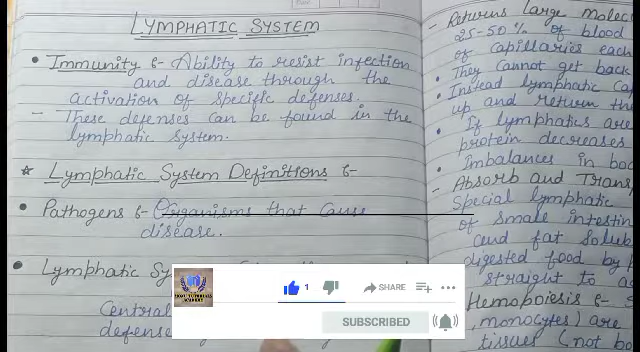 LYMPHATIC SYSTEM
• Immunity :- Ability to resist infection
and disease through the
activation of specific defenses.
- These defenses can be found in the
lymphatic system.
* Lymphatic System Definitions :-
• Pathogens :- Organisms that cause
disease.
• Lymphatic Sy
Central
defense
- Returns large molec
25-50% of blood
of capillaries each
• They cannot get back
• Instead lymphatic ca
up and return th
• If lymphatics are
protein decreases
• Imbalances in bo
- Absorb and Trans
Special lymphatic
of small intestin
and fat solub
digested food by
straight to a
Hemopoiesis :-
, monocytes) are
tissues (not bo
1
SHARE
SUBSCRIBED